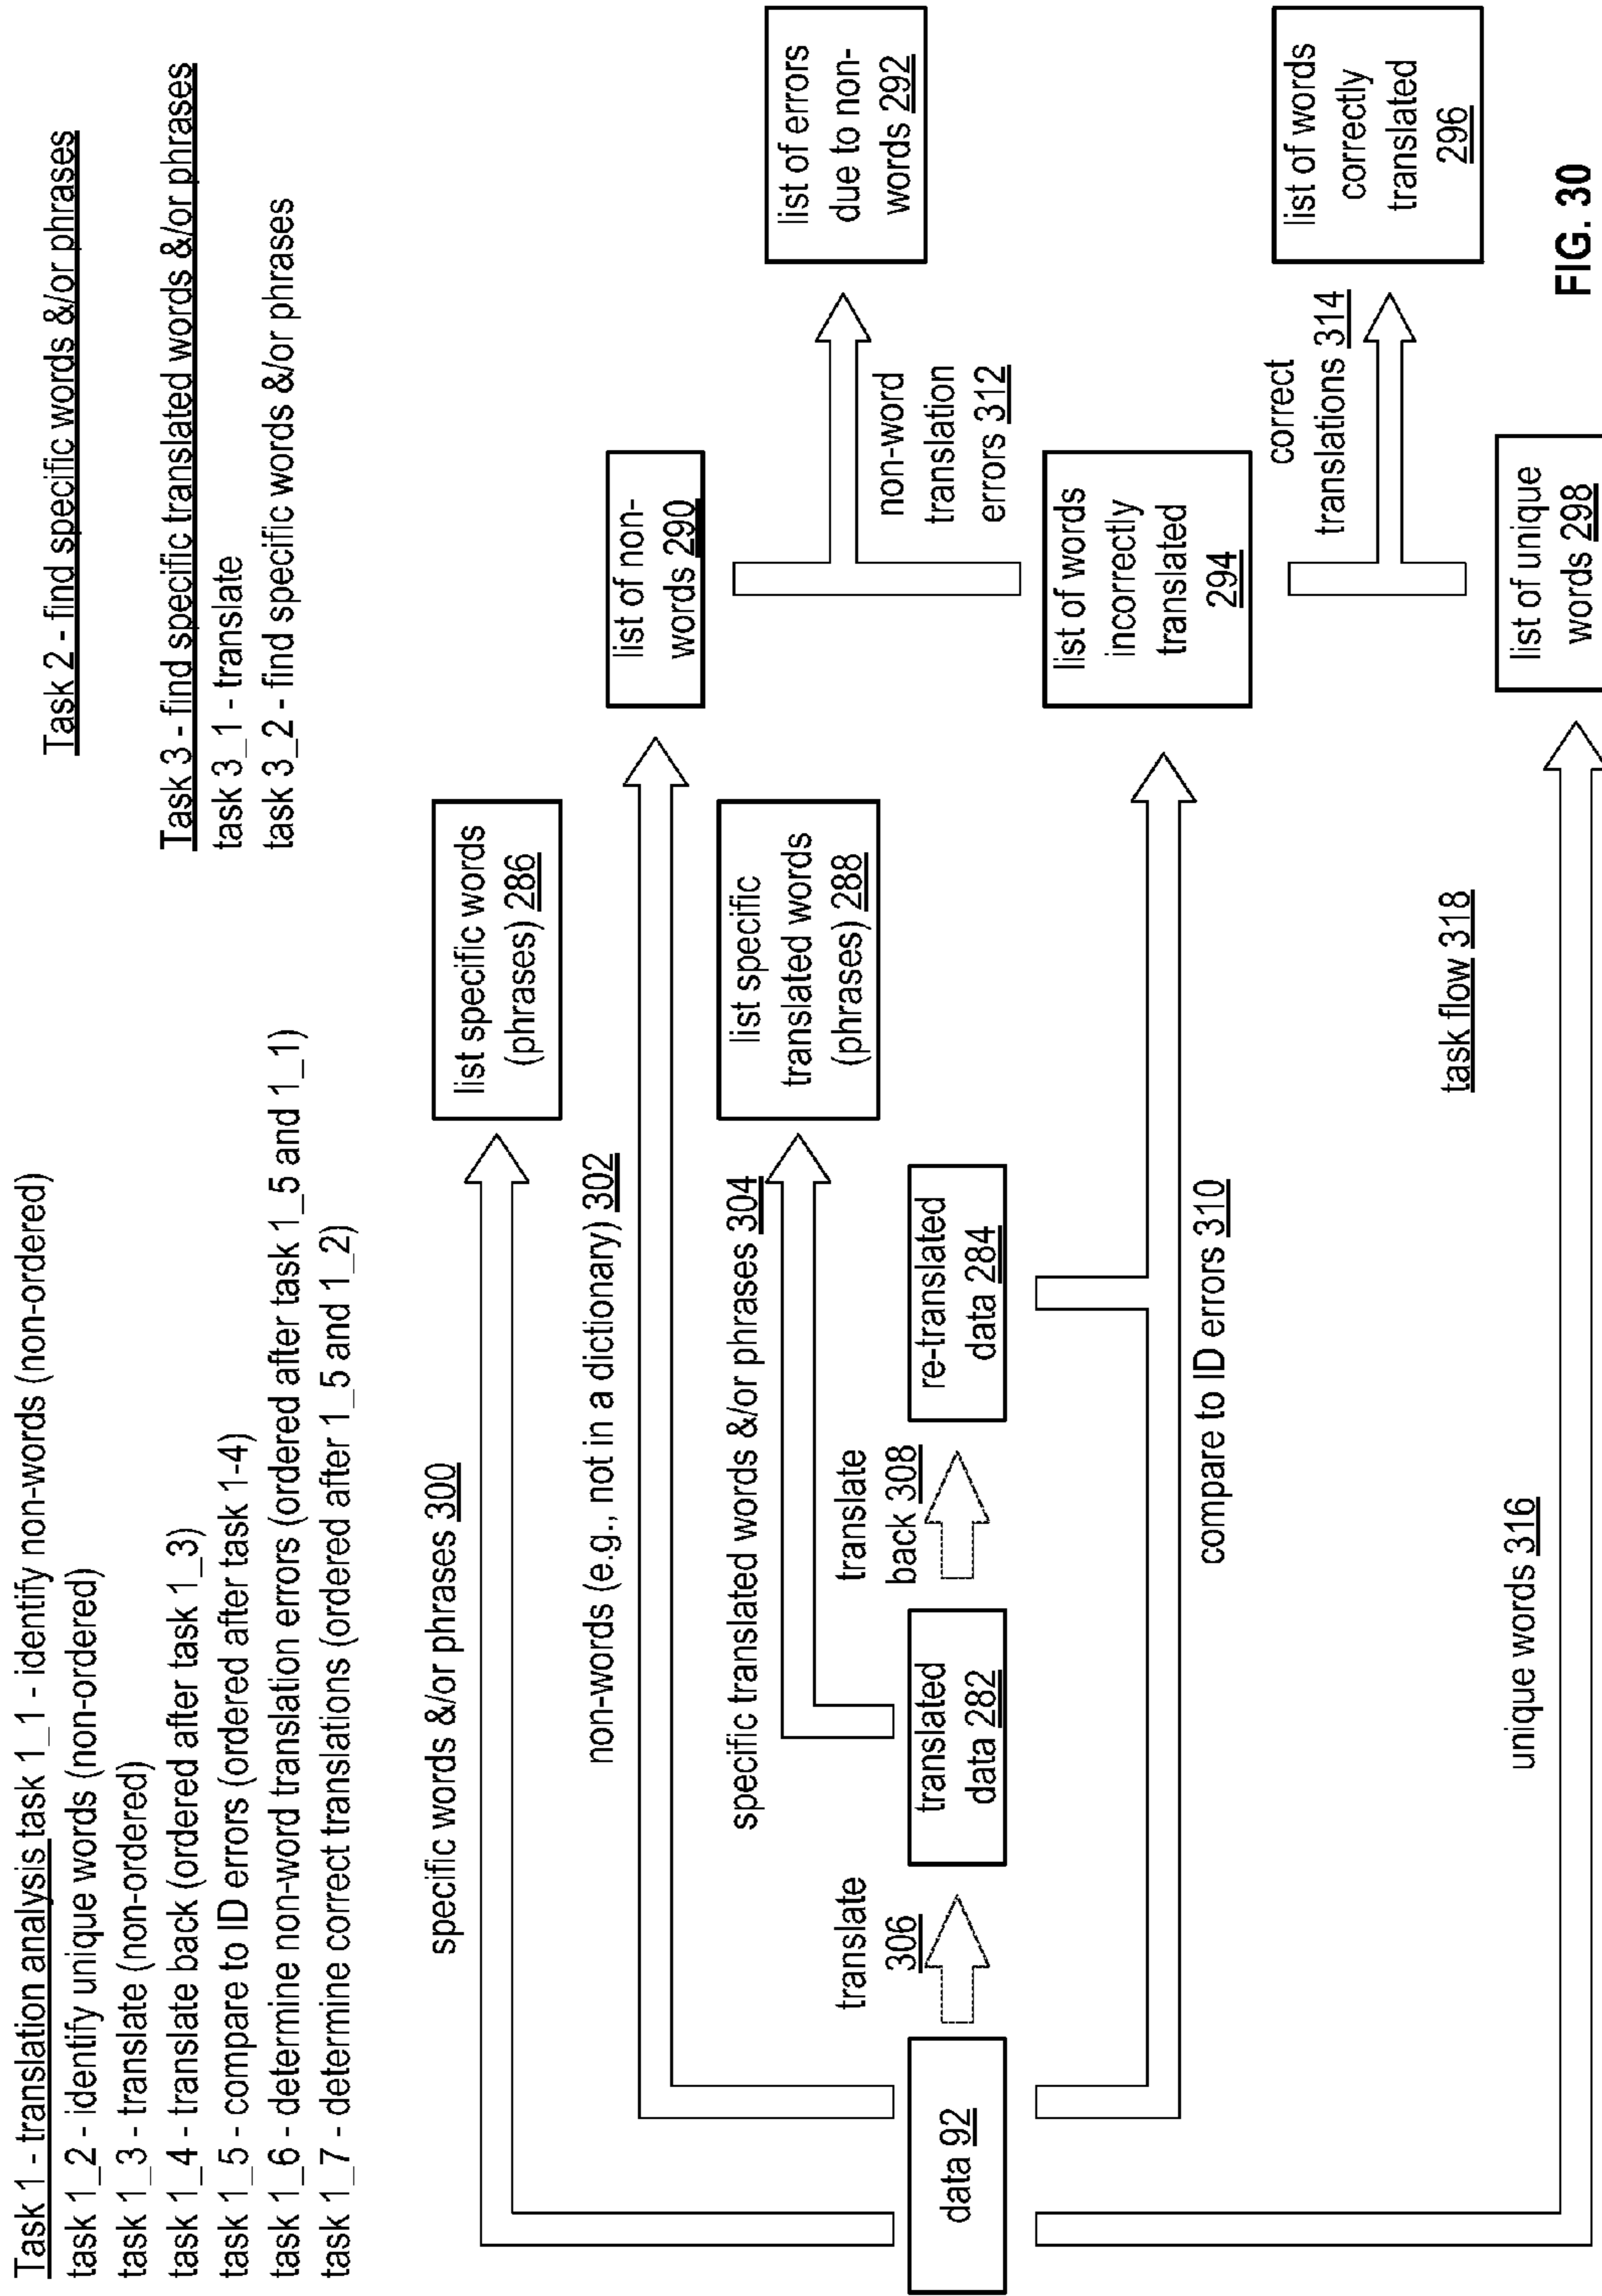 Task 1 - translation analysis task 1_1 - identify non-words (non-ordered)
task 1_2 - identify unique words (non-ordered)
task 1_3 - translate (non-ordered)
task 1_4 - translate back (ordered after task 1_3)
task 1_5 - compare to ID errors (ordered after task 1-4)
task 1_6 - determine non-word translation errors (ordered after task 1_5 and 1_1)
task 1_7 - determine correct translations (ordered after 1_5 and 1_2)
Task 2 - find specific words &/or phrases
Task 3 - find specific translated words &/or phrases
task 3_1 - translate
task 3_2 - find specific words &/or phrases
specific words &/or phrases 300
list specific words
(phrases) 286
non-words (e.g., not in a dictionary) 302
list of non-
words 290
specific translated words &/or phrases 304
list specific
translated words
(phrases) 288
list of errors
due to non-
words 292
non-word
translation
errors 312
data 92
translate
306
translated
data 282
translate
back 308
re-translated
data 284
compare to ID errors 310
list of words
incorrectly
translated
294
correct
translations 314
list of words
correctly
translated
296
unique words 316
task flow 318
list of unique
words 298
FIG. 30